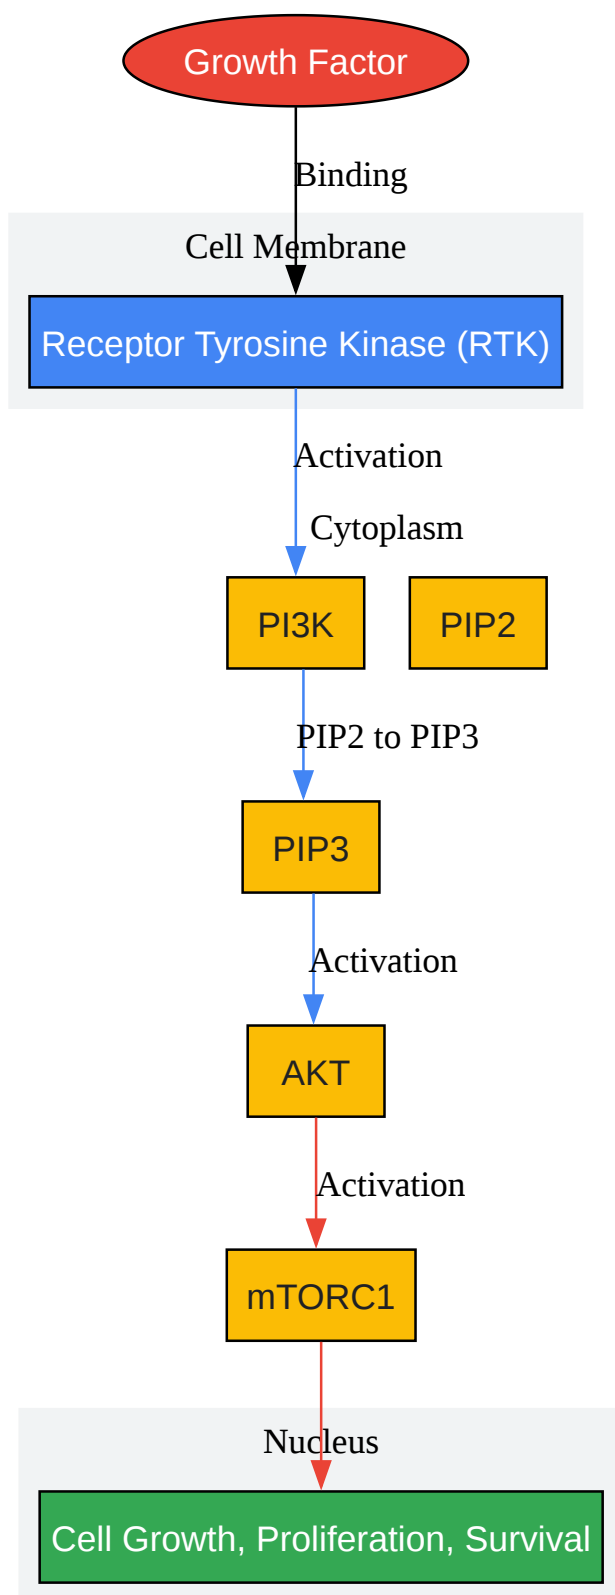 Growth Factor
Binding
Cell Membrane
Receptor Tyrosine Kinase (RTK)
Activation
Cytoplasm
PI3K
PIP2
PIP2 to PIP3
PIP3
Activation
AKT
Activation
mTORC1
Nucleus
Cell Growth, Proliferation, Survival